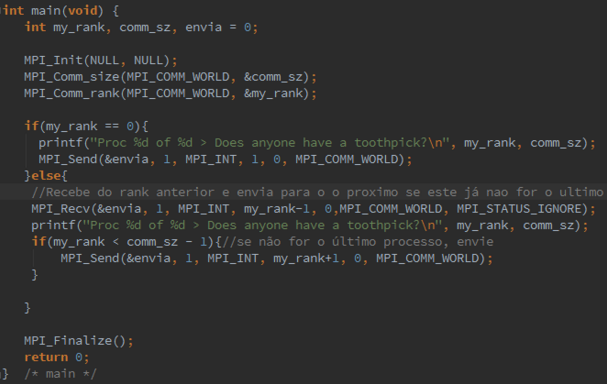 int main(void) {
int my_rank, comm_sz, envia = 0;
MPI_Init(NULL, NULL);
MPI_Comm_size(MPI_COMM_WORLD, &comm_sz);
MPI_Comm_rank(MPI_COMM_WORLD, &my_rank);
if(my_rank == 0){
printf("Proc %d of %d > Does anyone have a toothpick?\n", my_rank, comm_sz);
MPI_Send(&envia, 1, MPI_INT, 1, 0, MPI_COMM_WORLD);
}else{
//Recebe do rank anterior e envia para o o proximo se este já nao for o ultimo
MPI_Recv(&envia, 1, MPI_INT, my_rank-1, 0,MPI_COMM_WORLD, MPI_STATUS_IGNORE);
printf("Proc %d of %d > Does anyone have a toothpick?\n", my_rank, comm_sz);
if(my_rank < comm_sz - 1){//se não for o último processo, envie
MPI_Send(&envia, 1, MPI_INT, my_rank+1, 0, MPI_COMM_WORLD);
}
}
MPI_Finalize();
return 0;
} /* main */